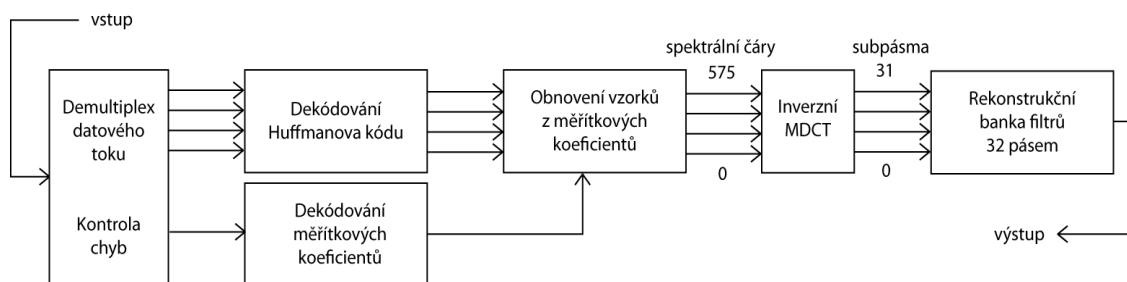 vstup
Demultiplex
datového
toku
Kontrola
chyb
Dekódování
Huffmanova kódu
Dekódování
měřítkových
koeficientů
Obnovení vzorků
z měřítkových
koeficientů
spektrální čáry
575
0
Inverzní
MDCT
subpásma
31
0
Rekonstrukční
banka filtrů
32 pásem
výstup